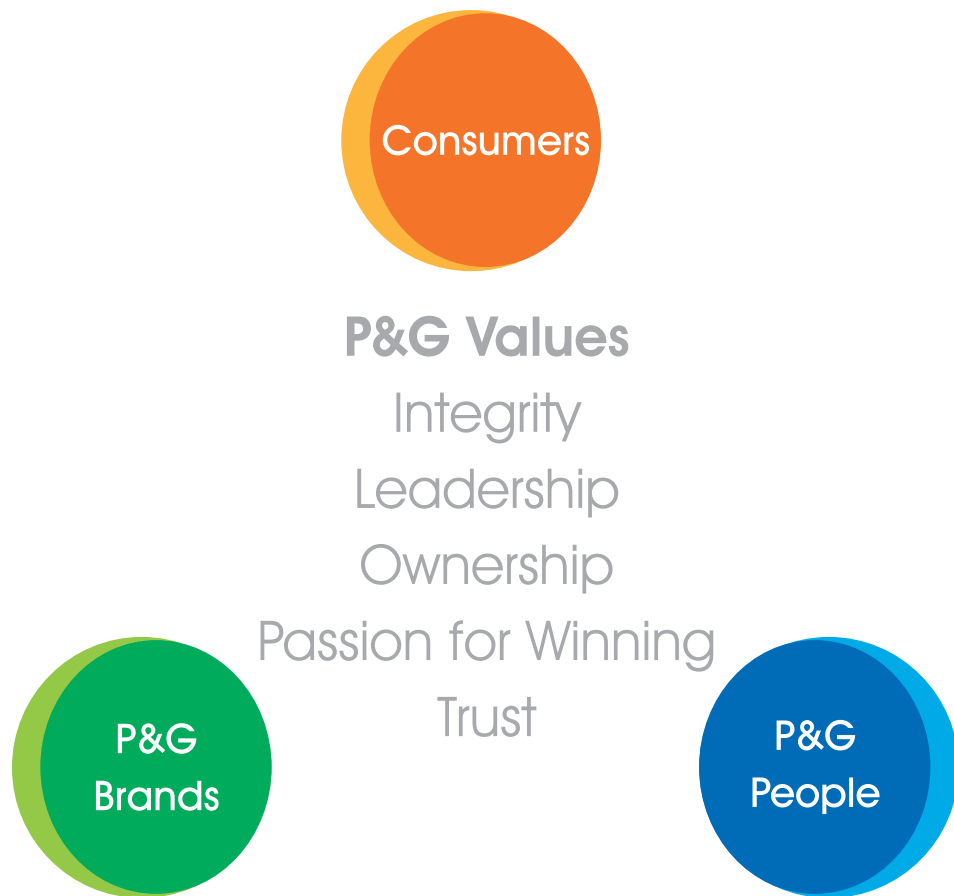 Consumers
P&G Values
Integrity
Leadership
Ownership
Passion for Winning
Trust
P&G
Brands
P&G
People